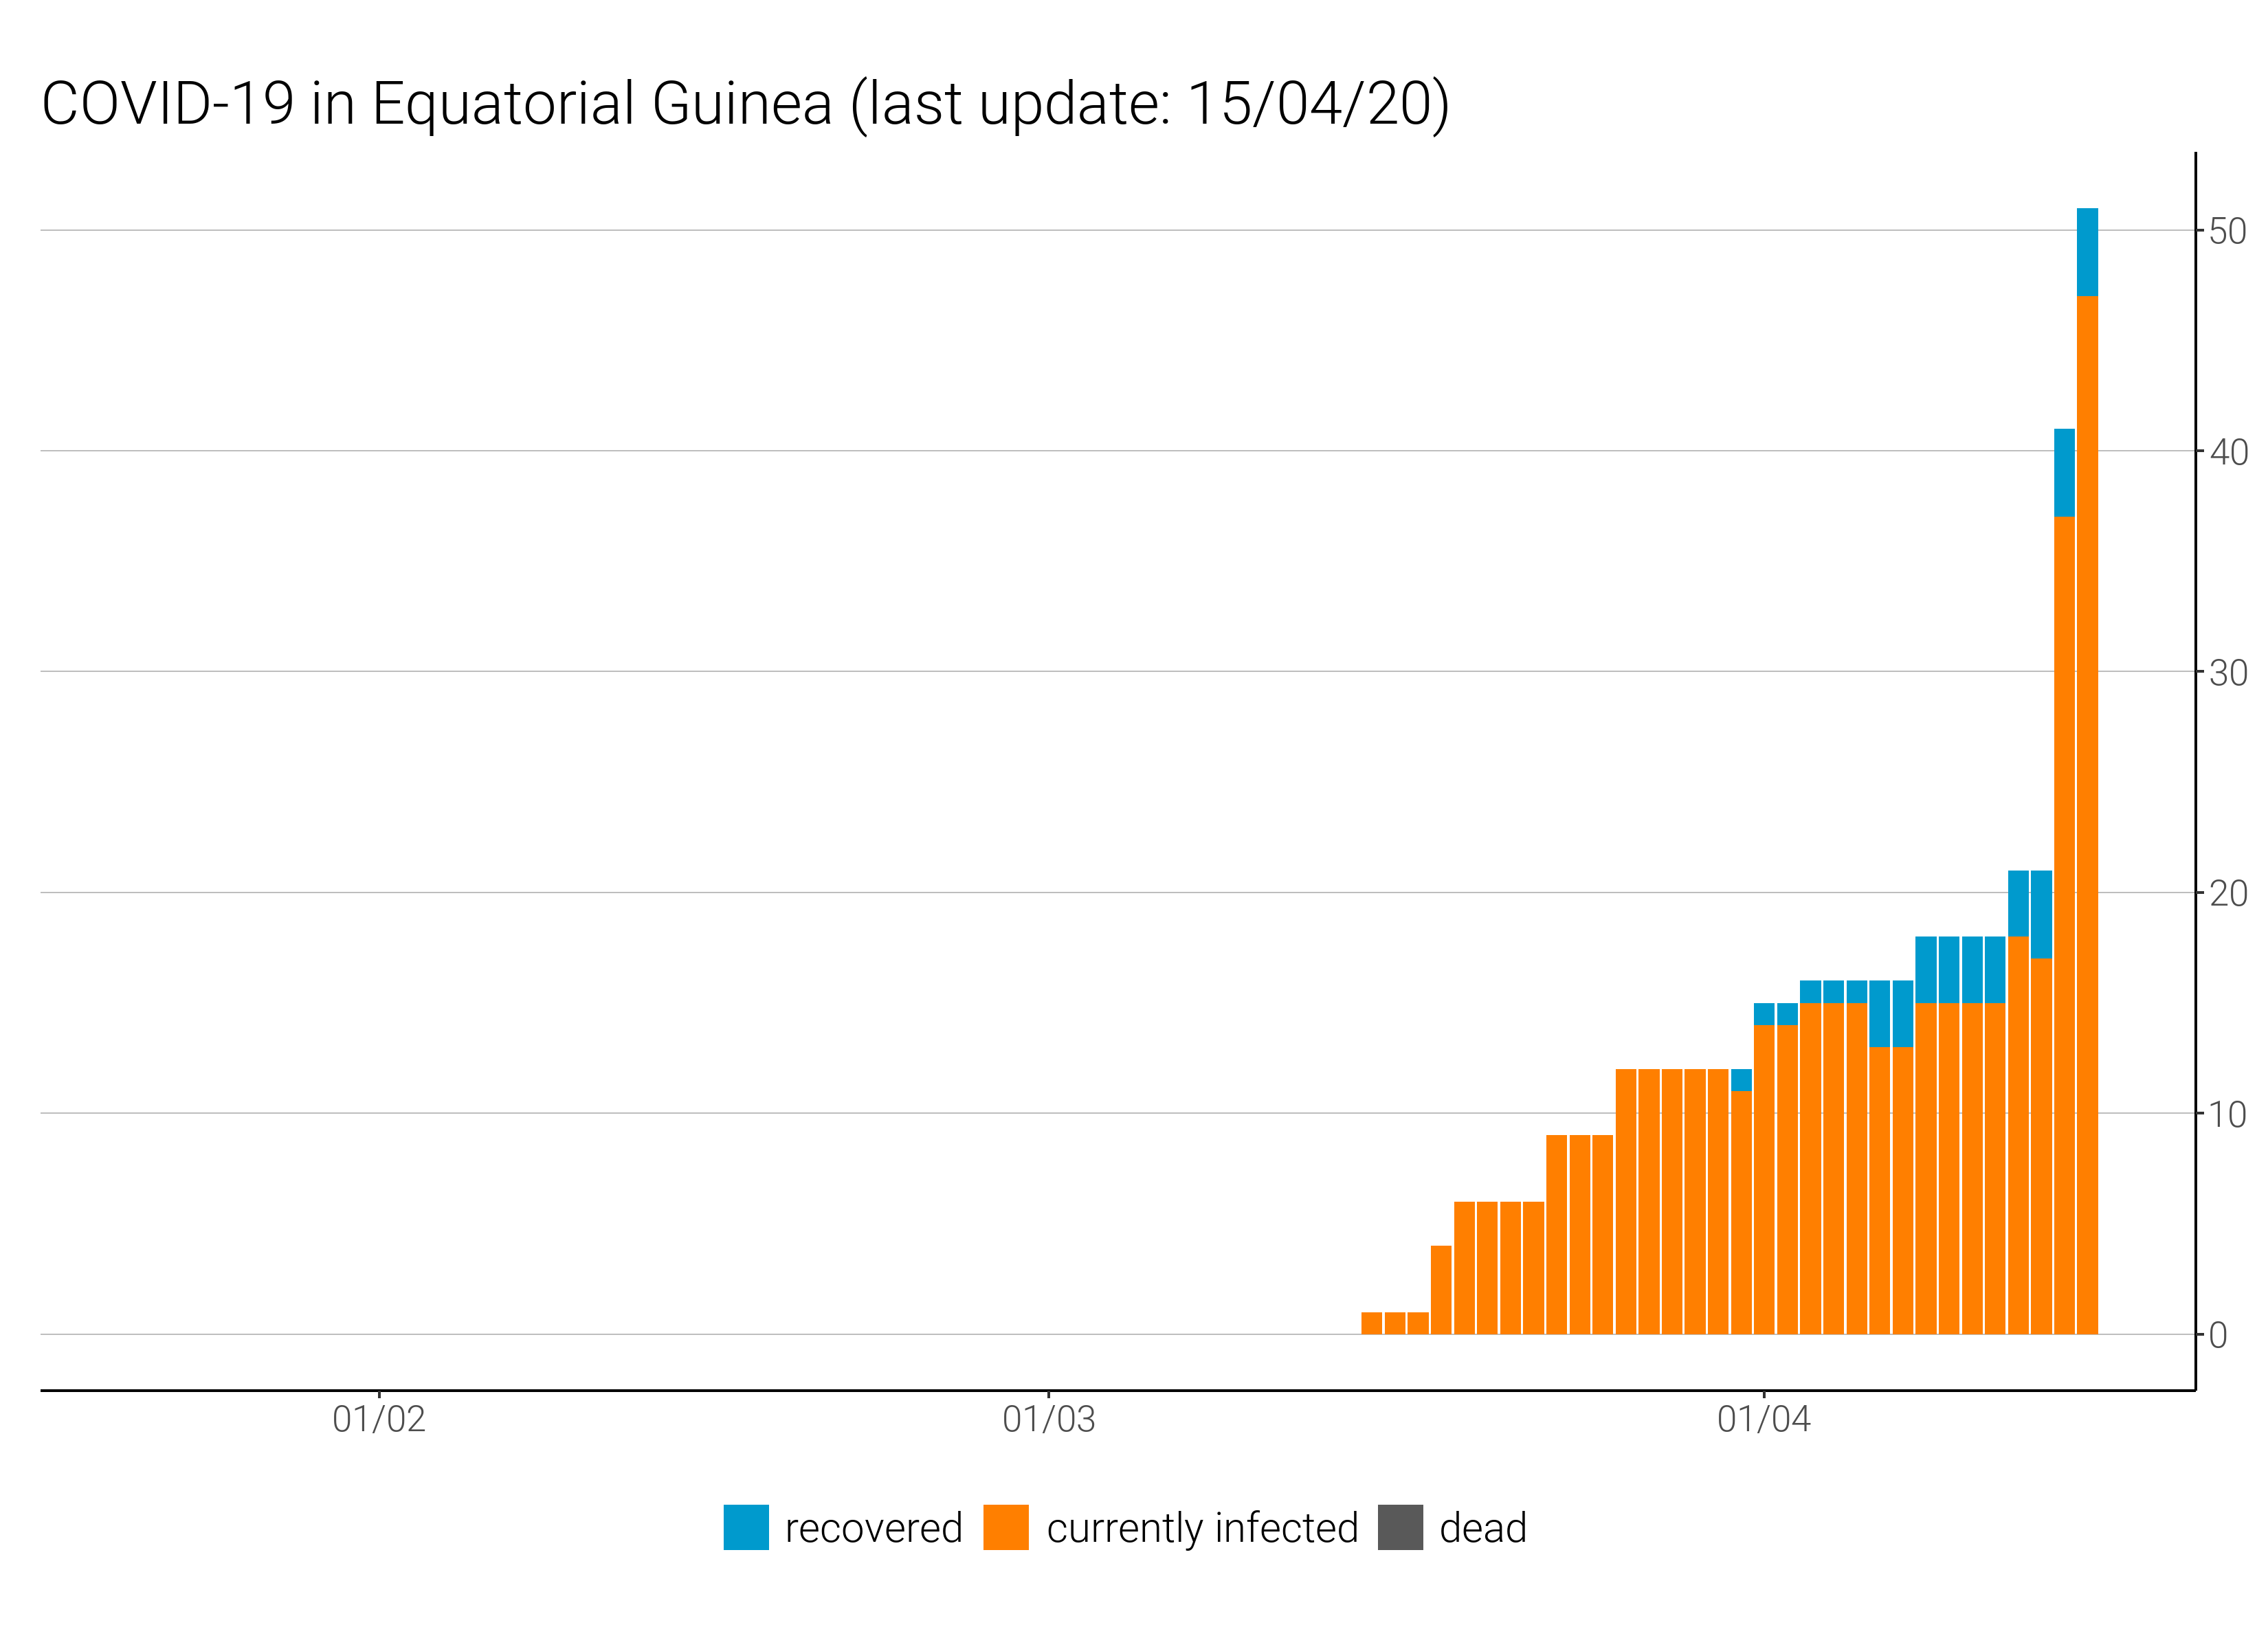 COVID-19 in Equatorial Guinea (last update: 15/04/20)
50
40
30
20
10
0
01/02 01/03 01/04
recovered currently infected dead